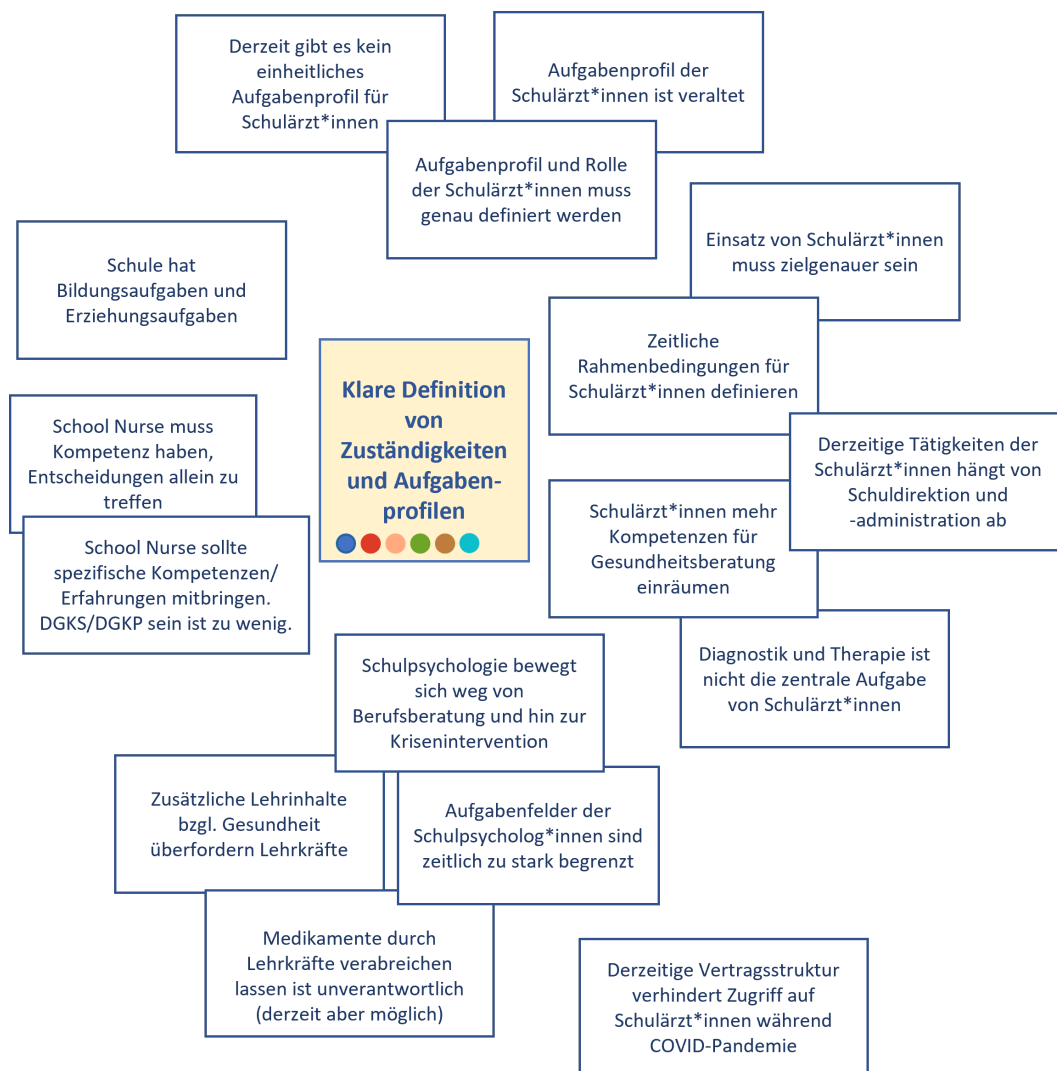 Derzeit gibt es kein
einheitliches
Aufgabenprofil für
Schulärzt*innen
Aufgabenprofil der
Schulärzt*innen ist veraltet
Aufgabenprofil und Rolle
der Schulärzt*innen muss
genau definiert werden
Einsatz von Schulärzt*innen
muss zielgenauer sein
Schule hat
Bildungsaufgaben und
Erziehungsaufgaben
Zeitliche
Rahmenbedingungen für
Schulärzt*innen definieren
Klare Definition
von
Zuständigkeiten
und Aufgaben-
profilen
School Nurse muss
Kompetenz haben,
Entscheidungen allein zu
treffen
Derzeitige Tätigkeiten der
Schulärzt*innen hängt von
Schuldirektion und
-administration ab
School Nurse sollte
spezifische Kompetenzen/
Erfahrungen mitbringen.
DGKS/DGKP sein ist zu wenig.
Schulärzt*innen mehr
Kompetenzen für
Gesundheitsberatung
einräumen
Diagnostik und Therapie ist
nicht die zentrale Aufgabe
von Schulärzt*innen
Schulpsychologie bewegt
sich weg von
Berufsberatung und hin zur
Krisenintervention
Zusätzliche Lehrinhalte
bzgl. Gesundheit
überfordern Lehrkräfte
Aufgabenfelder der
Schulpsycholog*innen sind
zeitlich zu stark begrenzt
Medikamente durch
Lehrkräfte verabreichen
lassen ist unverantwortlich
(derzeit aber möglich)
Derzeitige Vertragsstruktur
verhindert Zugriff auf
Schulärzt*innen während
COVID-Pandemie